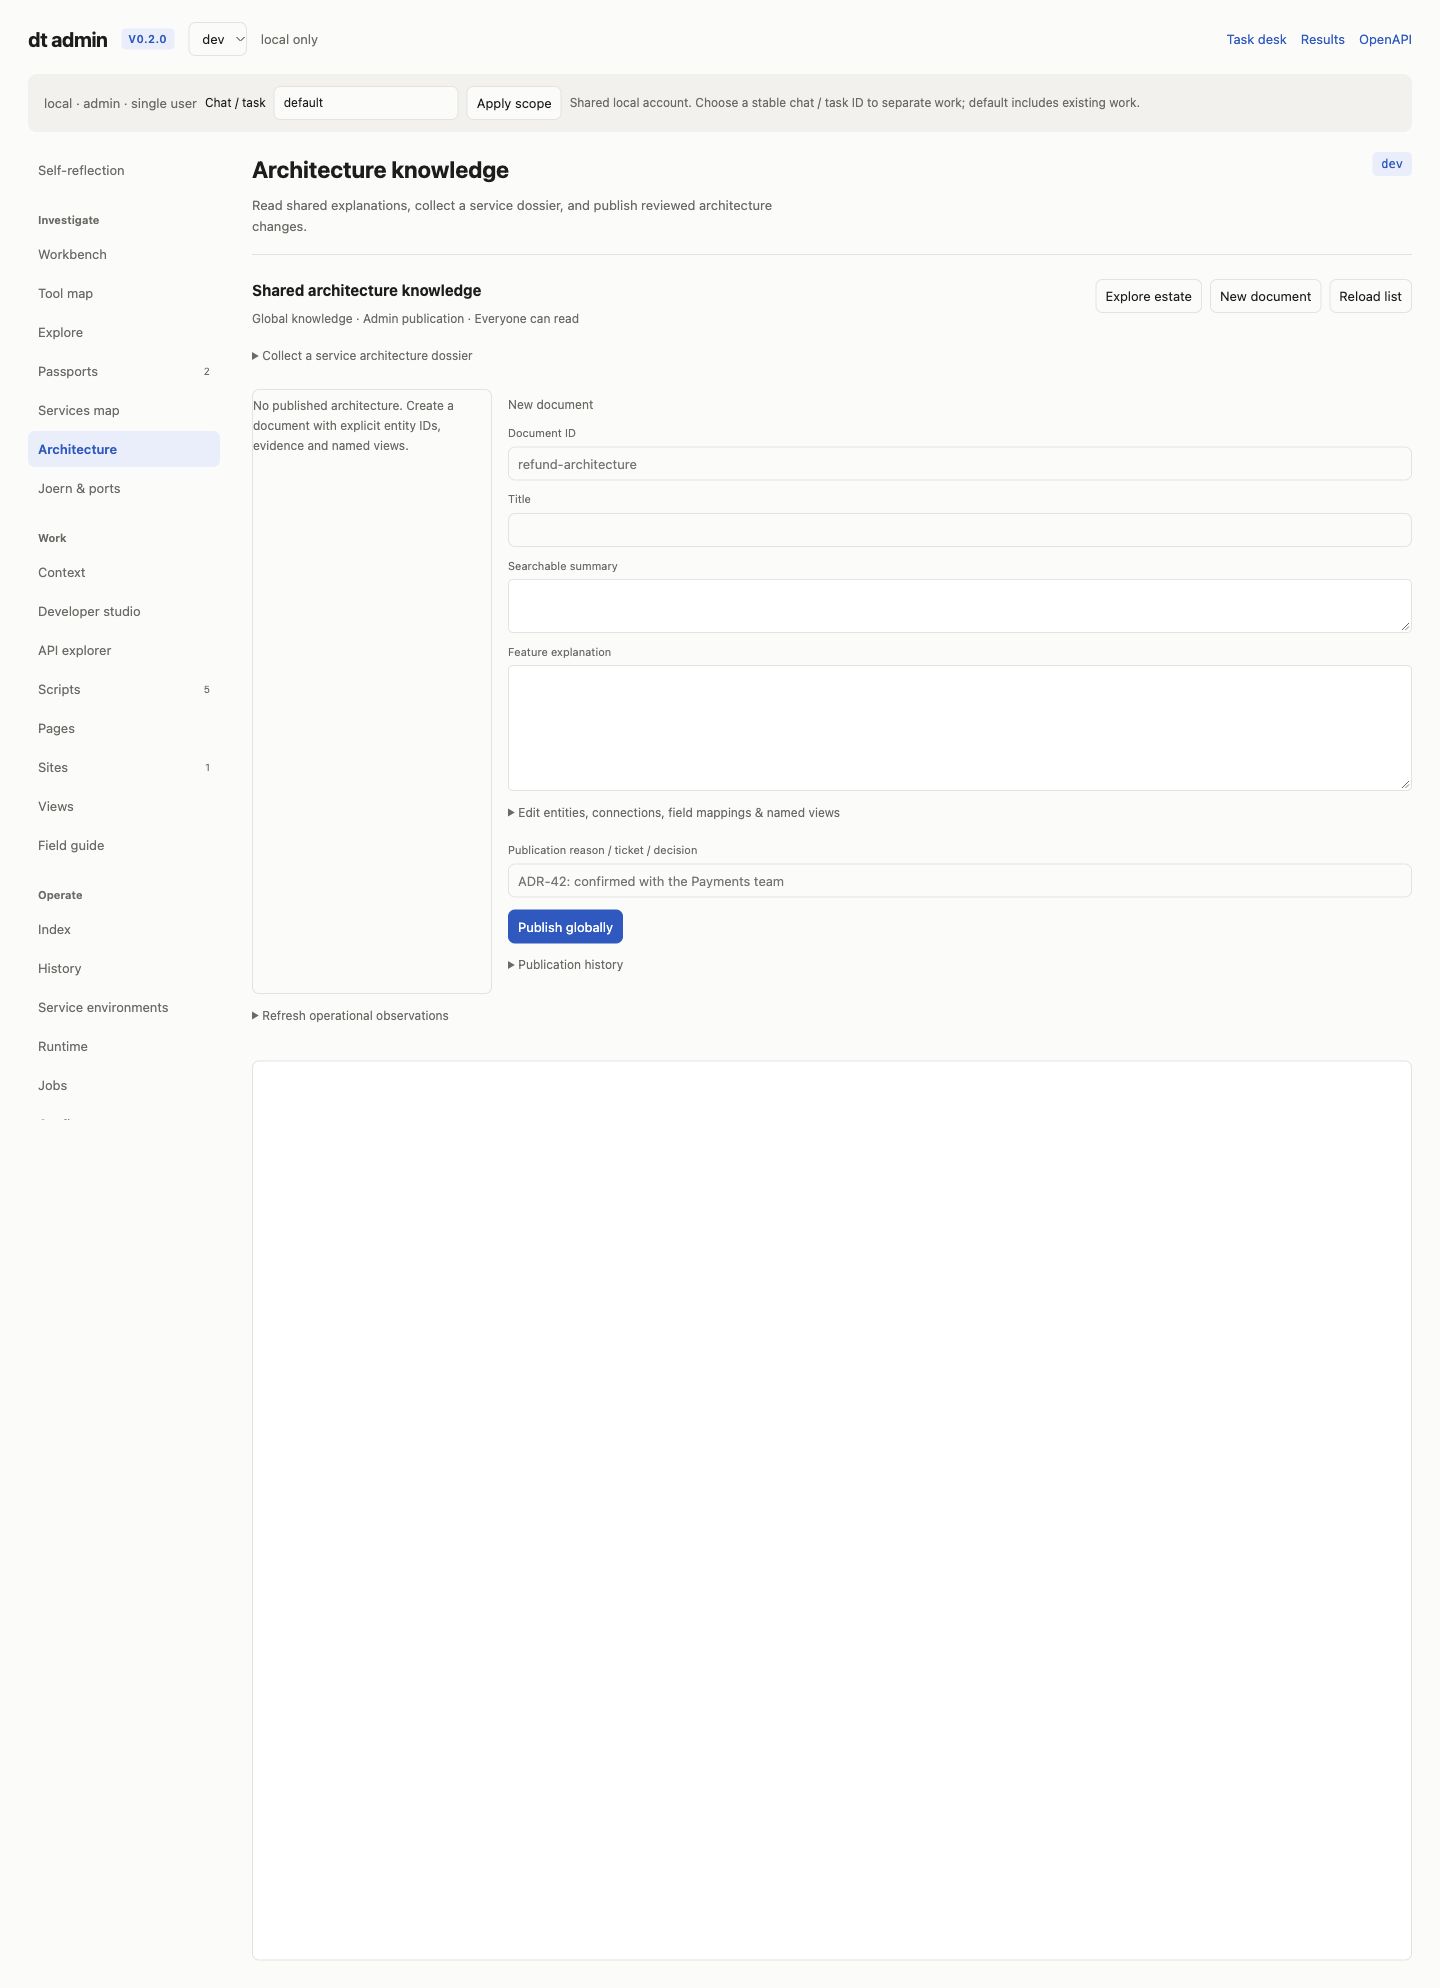 dt admin
V0.2.0
dev
local only
Task desk
Results
OpenAPI
local · admin · single user
Chat / task
default
Apply scope
Shared local account. Choose a stable chat / task ID to separate work; default includes existing work.
Self-reflection
Investigate
Workbench
Tool map
Explore
Passports 2
Services map
Architecture
Joern & ports
Work
Context
Developer studio
API explorer
Scripts 5
Pages
Sites 1
Views
Field guide
Operate
Index
History
Service environments
Runtime
Jobs
Architecture knowledge
dev
Read shared explanations, collect a service dossier, and publish reviewed architecture
changes.
Shared architecture knowledge
Global knowledge · Admin publication · Everyone can read
Explore estate
New document
Reload list
Collect a service architecture dossier
No published architecture. Create a
document with explicit entity IDs,
evidence and named views.
New document
Document ID
refund-architecture
Title
Searchable summary
Feature explanation
Edit entities, connections, field mappings & named views
Publication reason / ticket / decision
ADR-42: confirmed with the Payments team
Publish globally
Publication history
Refresh operational observations